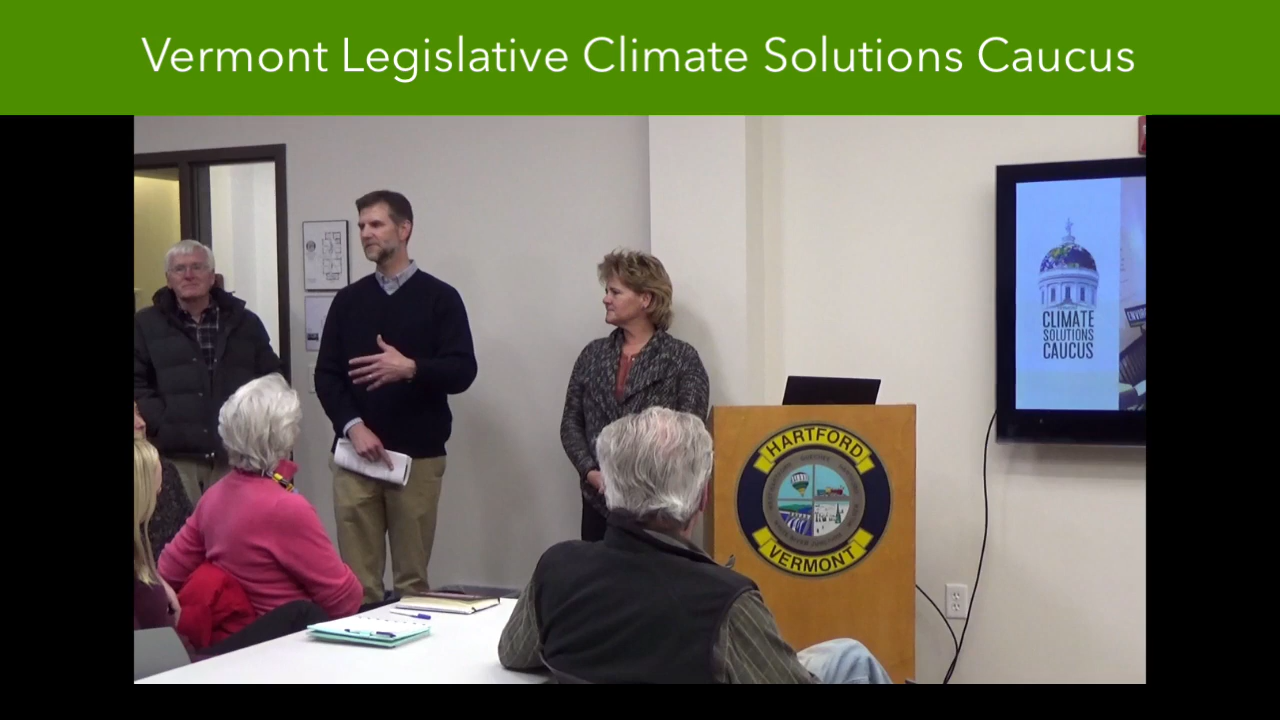 Vermont Legislative Climate Solutions Caucus
CLIMATE
SOLUTIONS
CAUCUS
HARTFORD
VERMONT